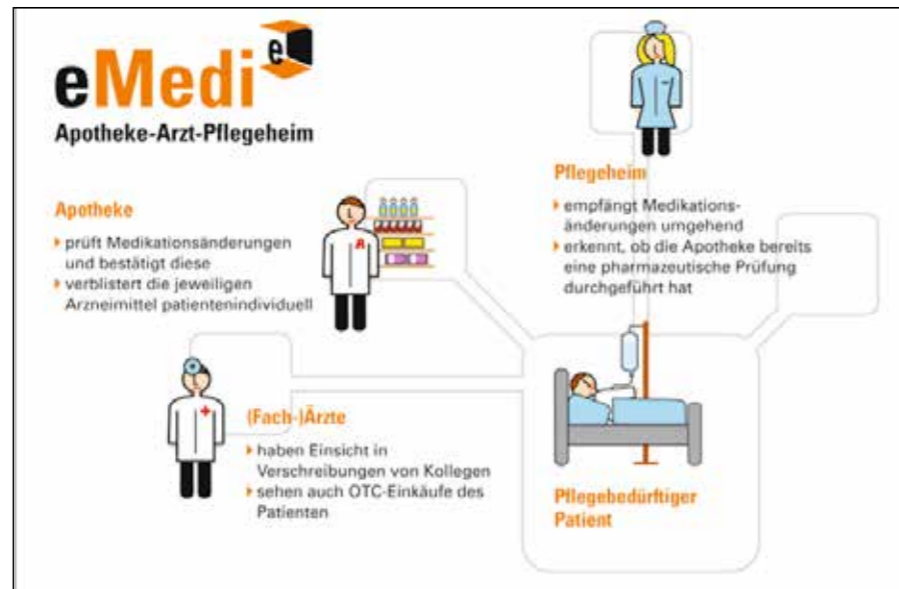 eMedi e
Apotheke-Arzt-Pflegeheim
Apotheke
prüft Medikationsänderungen
und bestätigt diese
verblistert die jeweiligen
Arzneimittel patientenindividuell
A
Pflegeheim
empfängt Medikations-
änderungen umgehend
erkennt, ob die Apotheke bereits
eine pharmazeutische Prüfung
durchgeführt hat
(Fach-)Ärzte
haben Einsicht in
Verschreibungen von Kollegen
sehen auch OTC-Einkäufe des
Patienten
Pflegebedürftiger
Patient